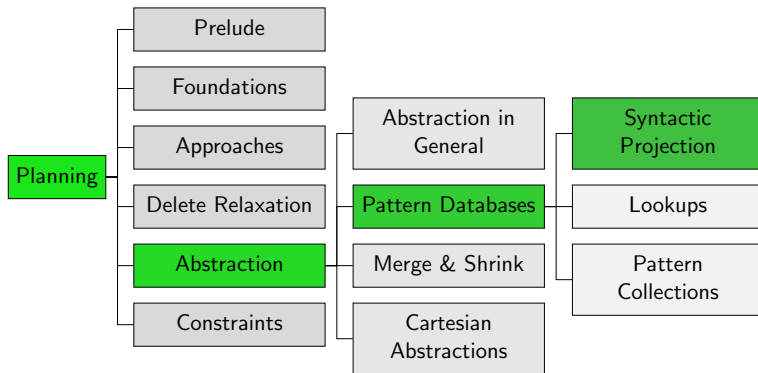 Planning
Prelude
Foundations
Approaches
Delete Relaxation
Abstraction
Constraints
Abstraction in
General
Pattern Databases
Merge & Shrink
Cartesian
Abstractions
Syntactic
Projection
Lookups
Pattern
Collections